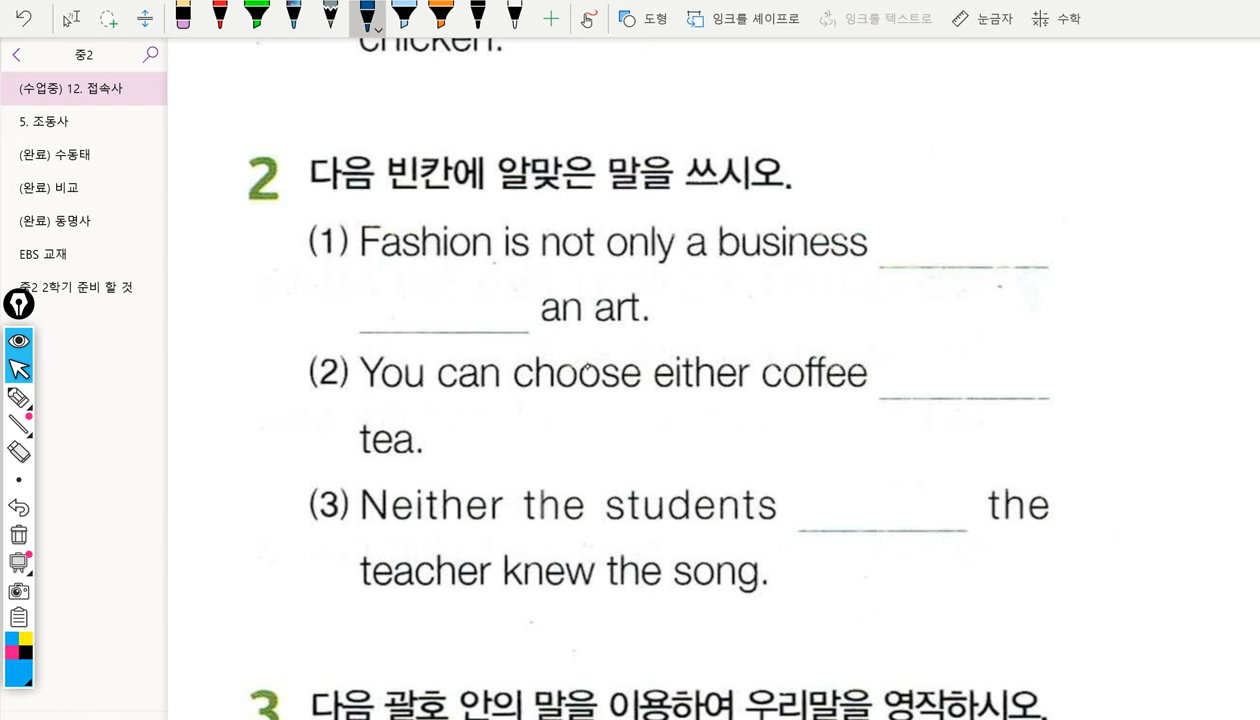 도형
잉크를 셰이프로
잉크를 텍스트로
눈금자
수학
중2
(수업중) 12. 접속사
5. 조동사
(완료) 수동태
(완료) 비교
(완료) 동명사
EBS 교재
중2 2학기 준비 할 것
chicken.
2 다음 빈칸에 알맞은 말을 쓰시오.
(1) Fashion is not only a business ________
________ an art.
(2) You can choose either coffee ________
tea.
(3) Neither the students ________ the
teacher knew the song.
3 다음 괄호 안의 말을 이용하여 우리말을 영작하시오.